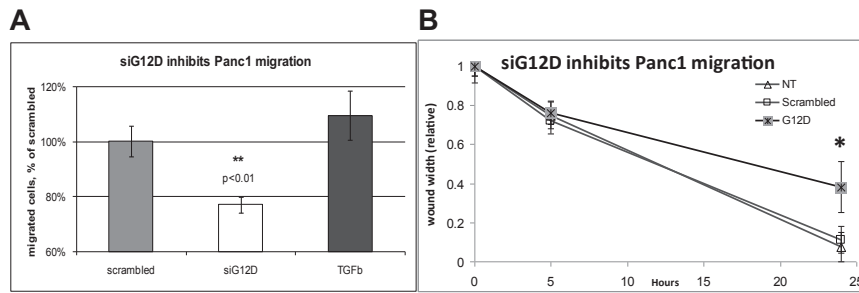 A
siG12D inhibits Panc1 migration
migrated cells, % of scrambled
120%
100%
80%
60%
**
p<0.01
scrambled
siG12D
TGFb
B
siG12D inhibits Panc1 migration
wound width (relative)
1
0.8
0.6
0.4
0.2
0
NT
Scrambled
G12D
*
0
5
10
Hours
15
20
25